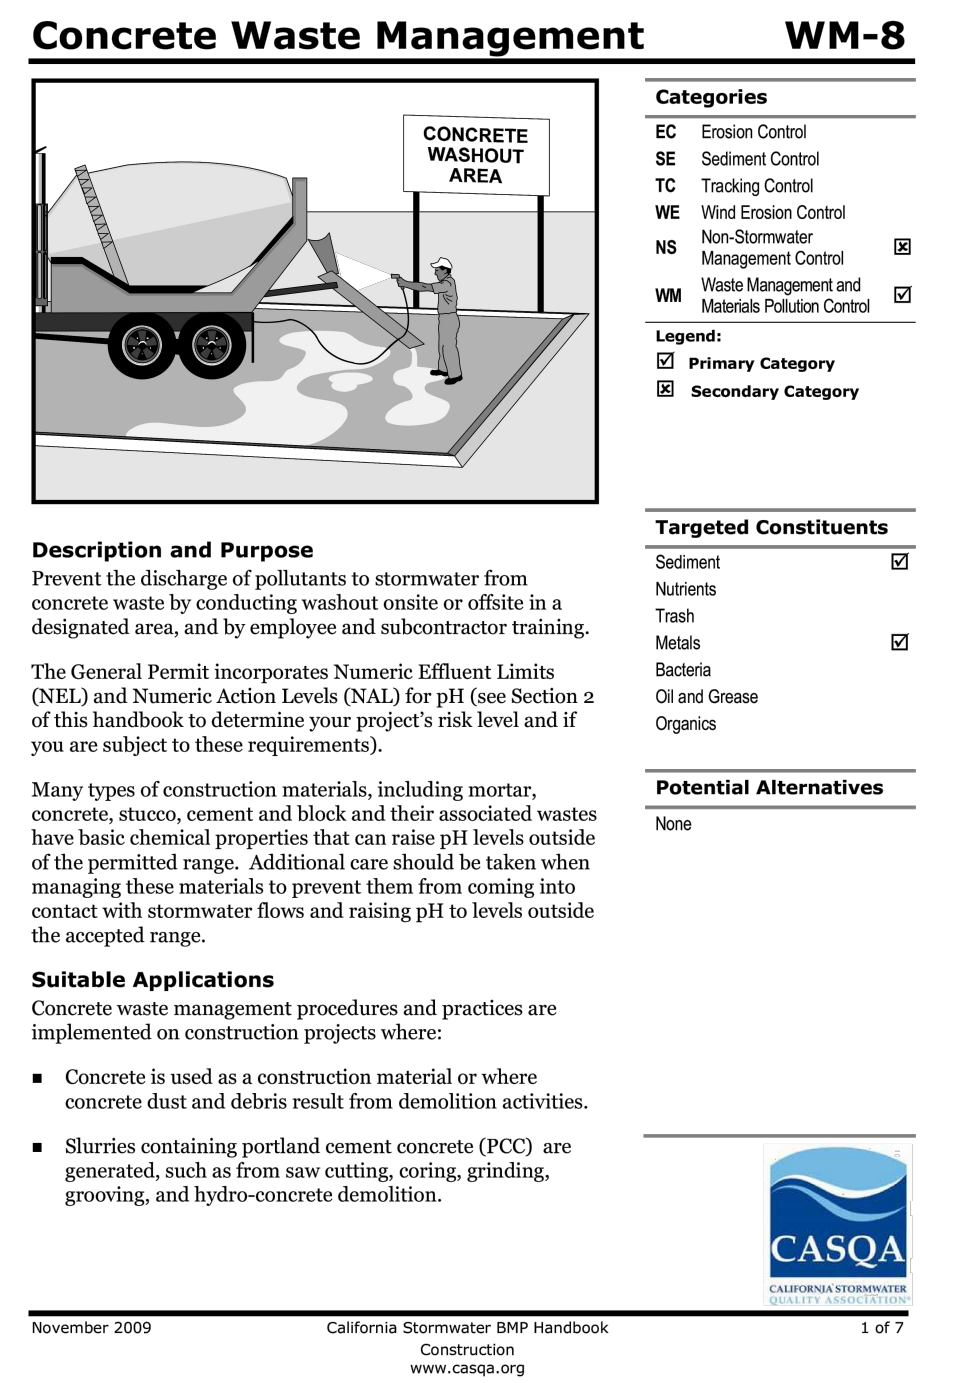 Concrete Waste Management WM-8
CONCRETE
WASHOUT
AREA
Categories
EC Erosion Control
SE Sediment Control
TC Tracking Control
WE Wind Erosion Control
NS Non-Stormwater
Management Control ☒
WM Waste Management and
Materials Pollution Control ☑
Legend:
☑ Primary Category
☒ Secondary Category
Targeted Constituents
Sediment ☑
Nutrients
Trash
Metals ☑
Bacteria
Oil and Grease
Organics
Potential Alternatives
None
Description and Purpose
Prevent the discharge of pollutants to stormwater from
concrete waste by conducting washout onsite or offsite in a
designated area, and by employee and subcontractor training.
The General Permit incorporates Numeric Effluent Limits
(NEL) and Numeric Action Levels (NAL) for pH (see Section 2
of this handbook to determine your project's risk level and if
you are subject to these requirements).
Many types of construction materials, including mortar,
concrete, stucco, cement and block and their associated wastes
have basic chemical properties that can raise pH levels outside
of the permitted range. Additional care should be taken when
managing these materials to prevent them from coming into
contact with stormwater flows and raising pH to levels outside
the accepted range.
Suitable Applications
Concrete waste management procedures and practices are
implemented on construction projects where:
■ Concrete is used as a construction material or where
concrete dust and debris result from demolition activities.
■ Slurries containing portland cement concrete (PCC) are
generated, such as from saw cutting, coring, grinding,
grooving, and hydro-concrete demolition.
CASQA
CALIFORNIA STORMWATER
QUALITY ASSOCIATION
November 2009 California Stormwater BMP Handbook 1 of 7
Construction
www.casqa.org